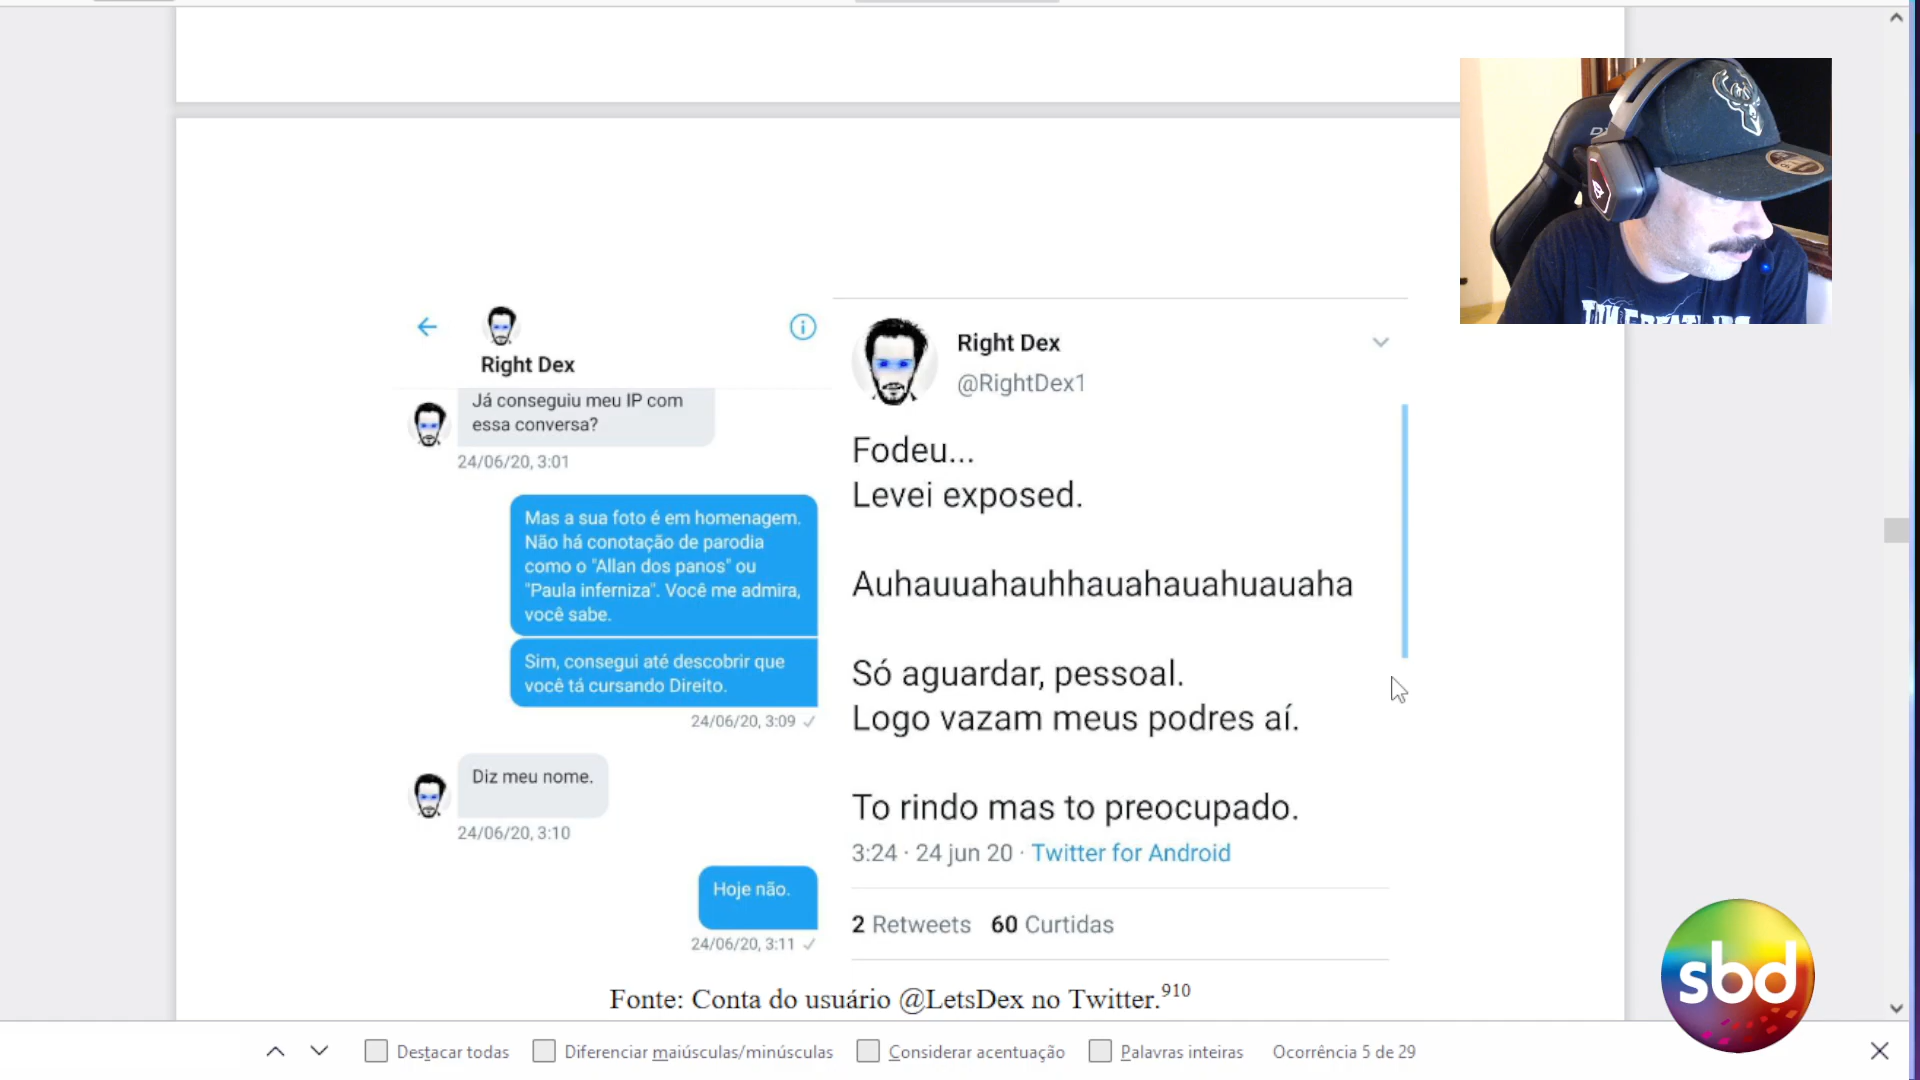 Right Dex
Já conseguiu meu IP com
essa conversa?
24/06/20, 3:01
Mas a sua foto é em homenagem.
Não há conotação de parodia
como o "Allan dos panos" ou
"Paula inferniza". Você me admira,
você sabe.
Sim, consegui até descobrir que
você tá cursando Direito.
24/06/20, 3:09
Diz meu nome.
24/06/20, 3:10
Hoje não.
24/06/20, 3:11
Right Dex
@RightDex1
Fodeu...
Levei exposed.
Auhauuahauhhauahauahuauaha
Só aguardar, pessoal.
Logo vazam meus podres aí.
To rindo mas to preocupado.
3:24 · 24 jun 20 · Twitter for Android
2 Retweets 60 Curtidas
Fonte: Conta do usuário @LetsDex no Twitter.910
sbd
Destacar todas Diferenciar maiúsculas/minúsculas Considerar acentuação Palavras inteiras Ocorrência 5 de 29